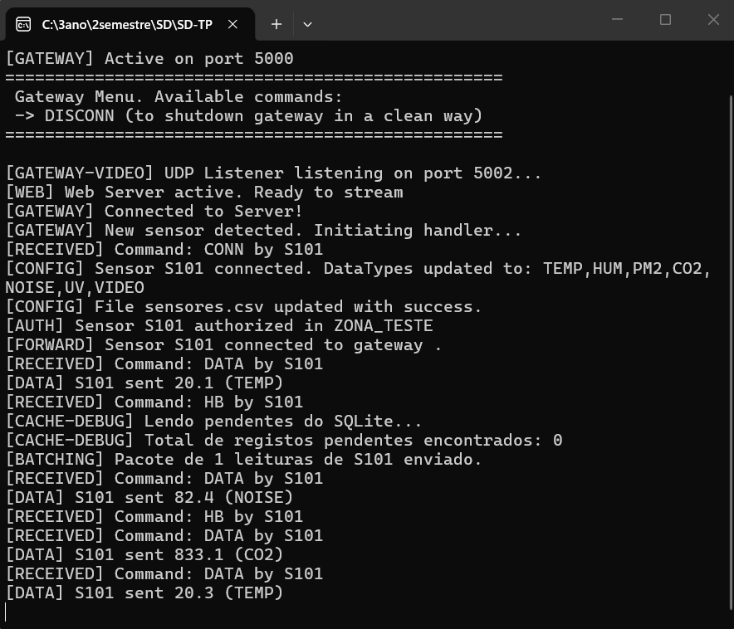 C:\3ano\2semestre\SD\SD-TP
[GATEWAY] Active on port 5000
==================================================
Gateway Menu. Available commands:
-> DISCONN (to shutdown gateway in a clean way)
==================================================
[GATEWAY-VIDEO] UDP Listener listening on port 5002...
[WEB] Web Server active. Ready to stream
[GATEWAY] Connected to Server!
[GATEWAY] New sensor detected. Initiating handler...
[RECEIVED] Command: CONN by S101
[CONFIG] Sensor S101 connected. DataTypes updated to: TEMP,HUM,PM2,CO2,
NOISE,UV,VIDEO
[CONFIG] File sensores.csv updated with success.
[AUTH] Sensor S101 authorized in ZONA_TESTE
[FORWARD] Sensor S101 connected to gateway .
[RECEIVED] Command: DATA by S101
[DATA] S101 sent 20.1 (TEMP)
[RECEIVED] Command: HB by S101
[CACHE-DEBUG] Lendo pendentes do SQLite...
[CACHE-DEBUG] Total de registos pendentes encontrados: 0
[BATCHING] Pacote de 1 leituras de S101 enviado.
[RECEIVED] Command: DATA by S101
[DATA] S101 sent 82.4 (NOISE)
[RECEIVED] Command: HB by S101
[RECEIVED] Command: DATA by S101
[DATA] S101 sent 833.1 (CO2)
[RECEIVED] Command: DATA by S101
[DATA] S101 sent 20.3 (TEMP)